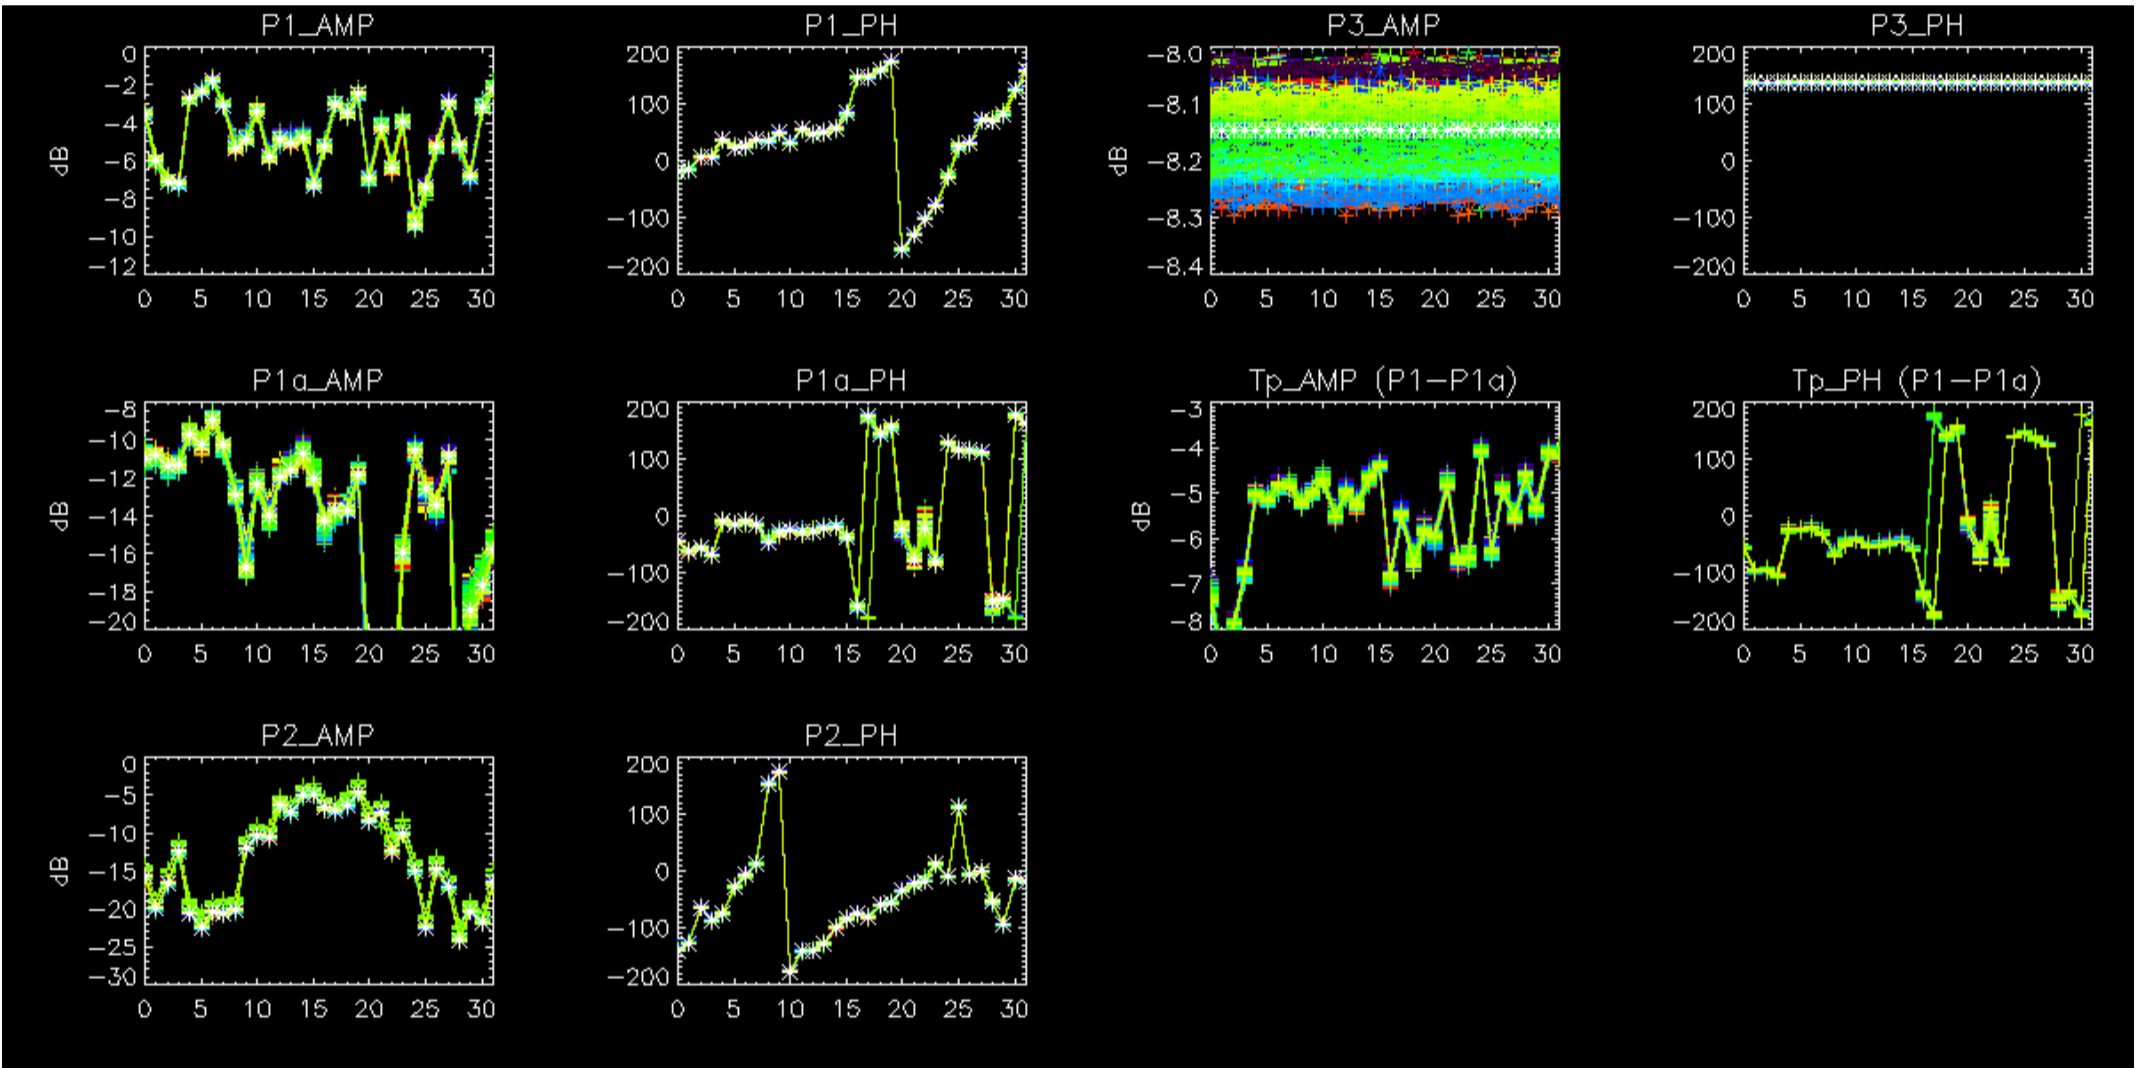 P1_AMP
dB
0
−2
−4
−6
−8
−10
−12
0 5 10 15 20 25 30
P1_PH
200
100
0
−100
−200
0 5 10 15 20 25 30
P3_AMP
dB
−8.0
−8.1
−8.2
−8.3
−8.4
0 5 10 15 20 25 30
P3_PH
200
100
0
−100
−200
0 5 10 15 20 25 30
P1a_AMP
dB
−8
−10
−12
−14
−16
−18
−20
0 5 10 15 20 25 30
P1a_PH
200
100
0
−100
−200
0 5 10 15 20 25 30
Tp_AMP (P1−P1a)
dB
−3
−4
−5
−6
−7
−8
0 5 10 15 20 25 30
Tp_PH (P1−P1a)
200
100
0
−100
−200
0 5 10 15 20 25 30
P2_AMP
dB
0
−5
−10
−15
−20
−25
−30
0 5 10 15 20 25 30
P2_PH
200
100
0
−100
−200
0 5 10 15 20 25 30